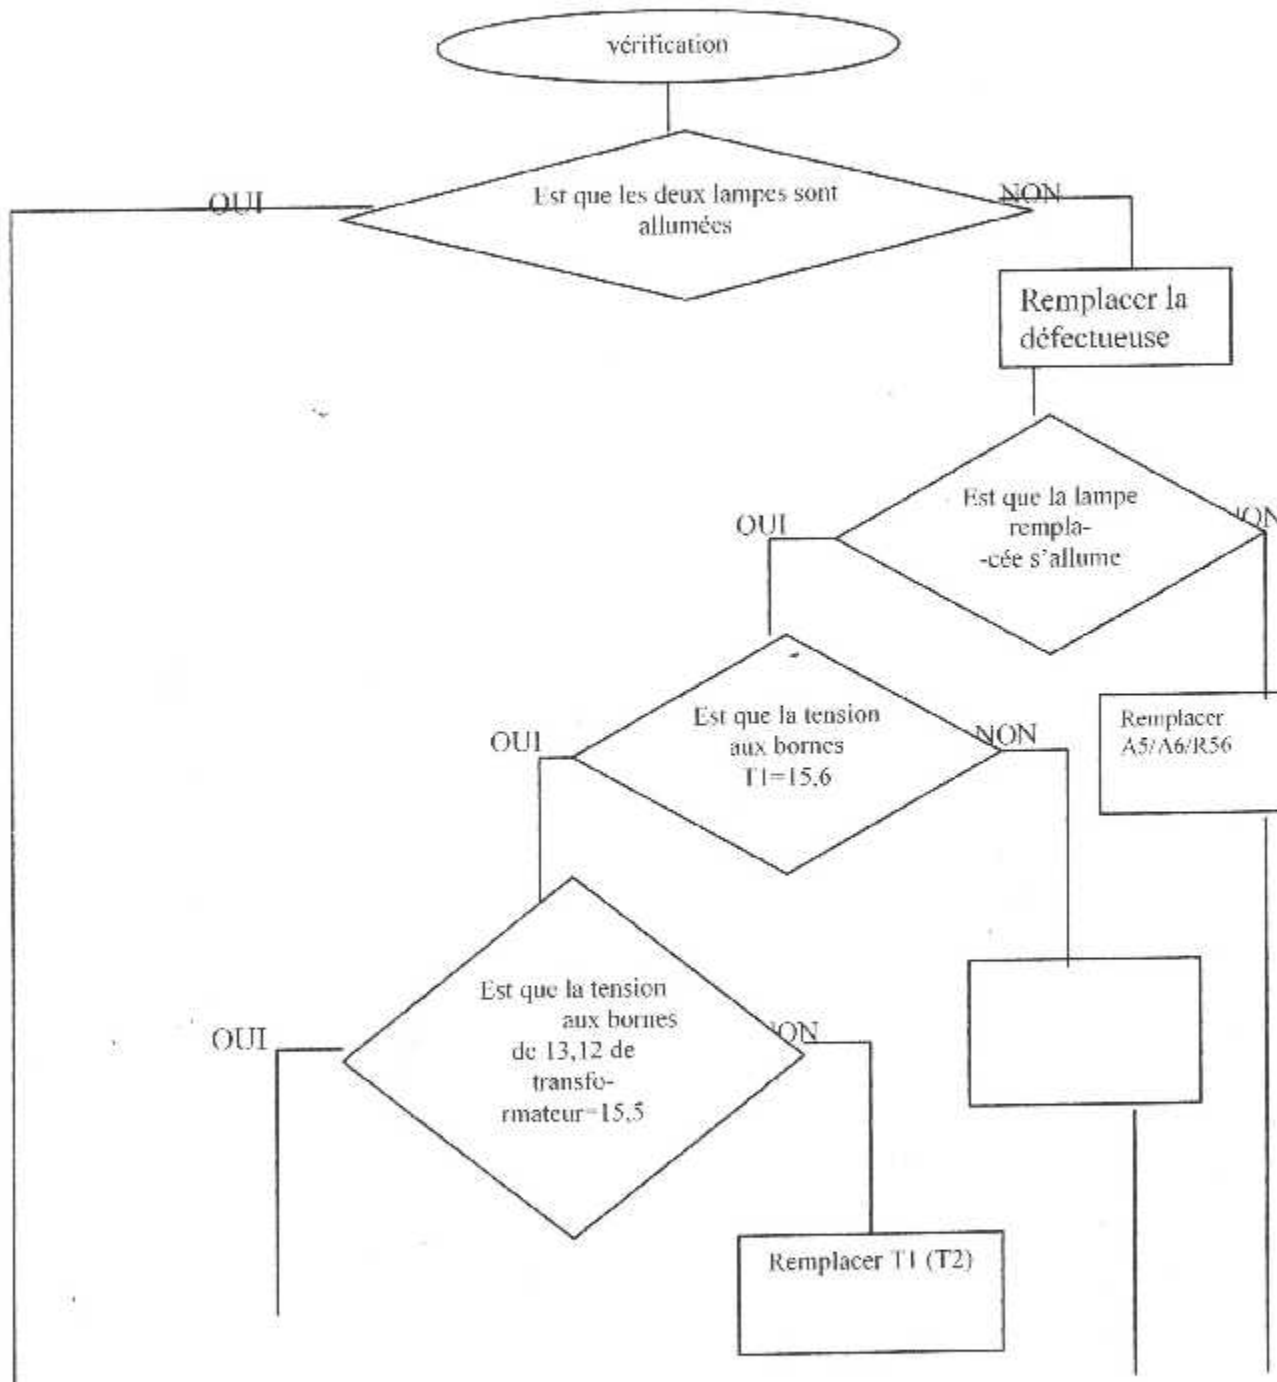 vérification
Est que les deux lampes sont
allumées
OUI
NON
Remplacer la
défectueuse
Est que la lampe
rempla-
-cée s'allume
OUI
NON
Est que la tension
aux bornes
T1=15,6
OUI
NON
Remplacer
A5/A6/R56
Est que la tension
aux bornes
de 13,12 de
transfo-
rmateur=15,5
OUI
NON
Remplacer T1 (T2)